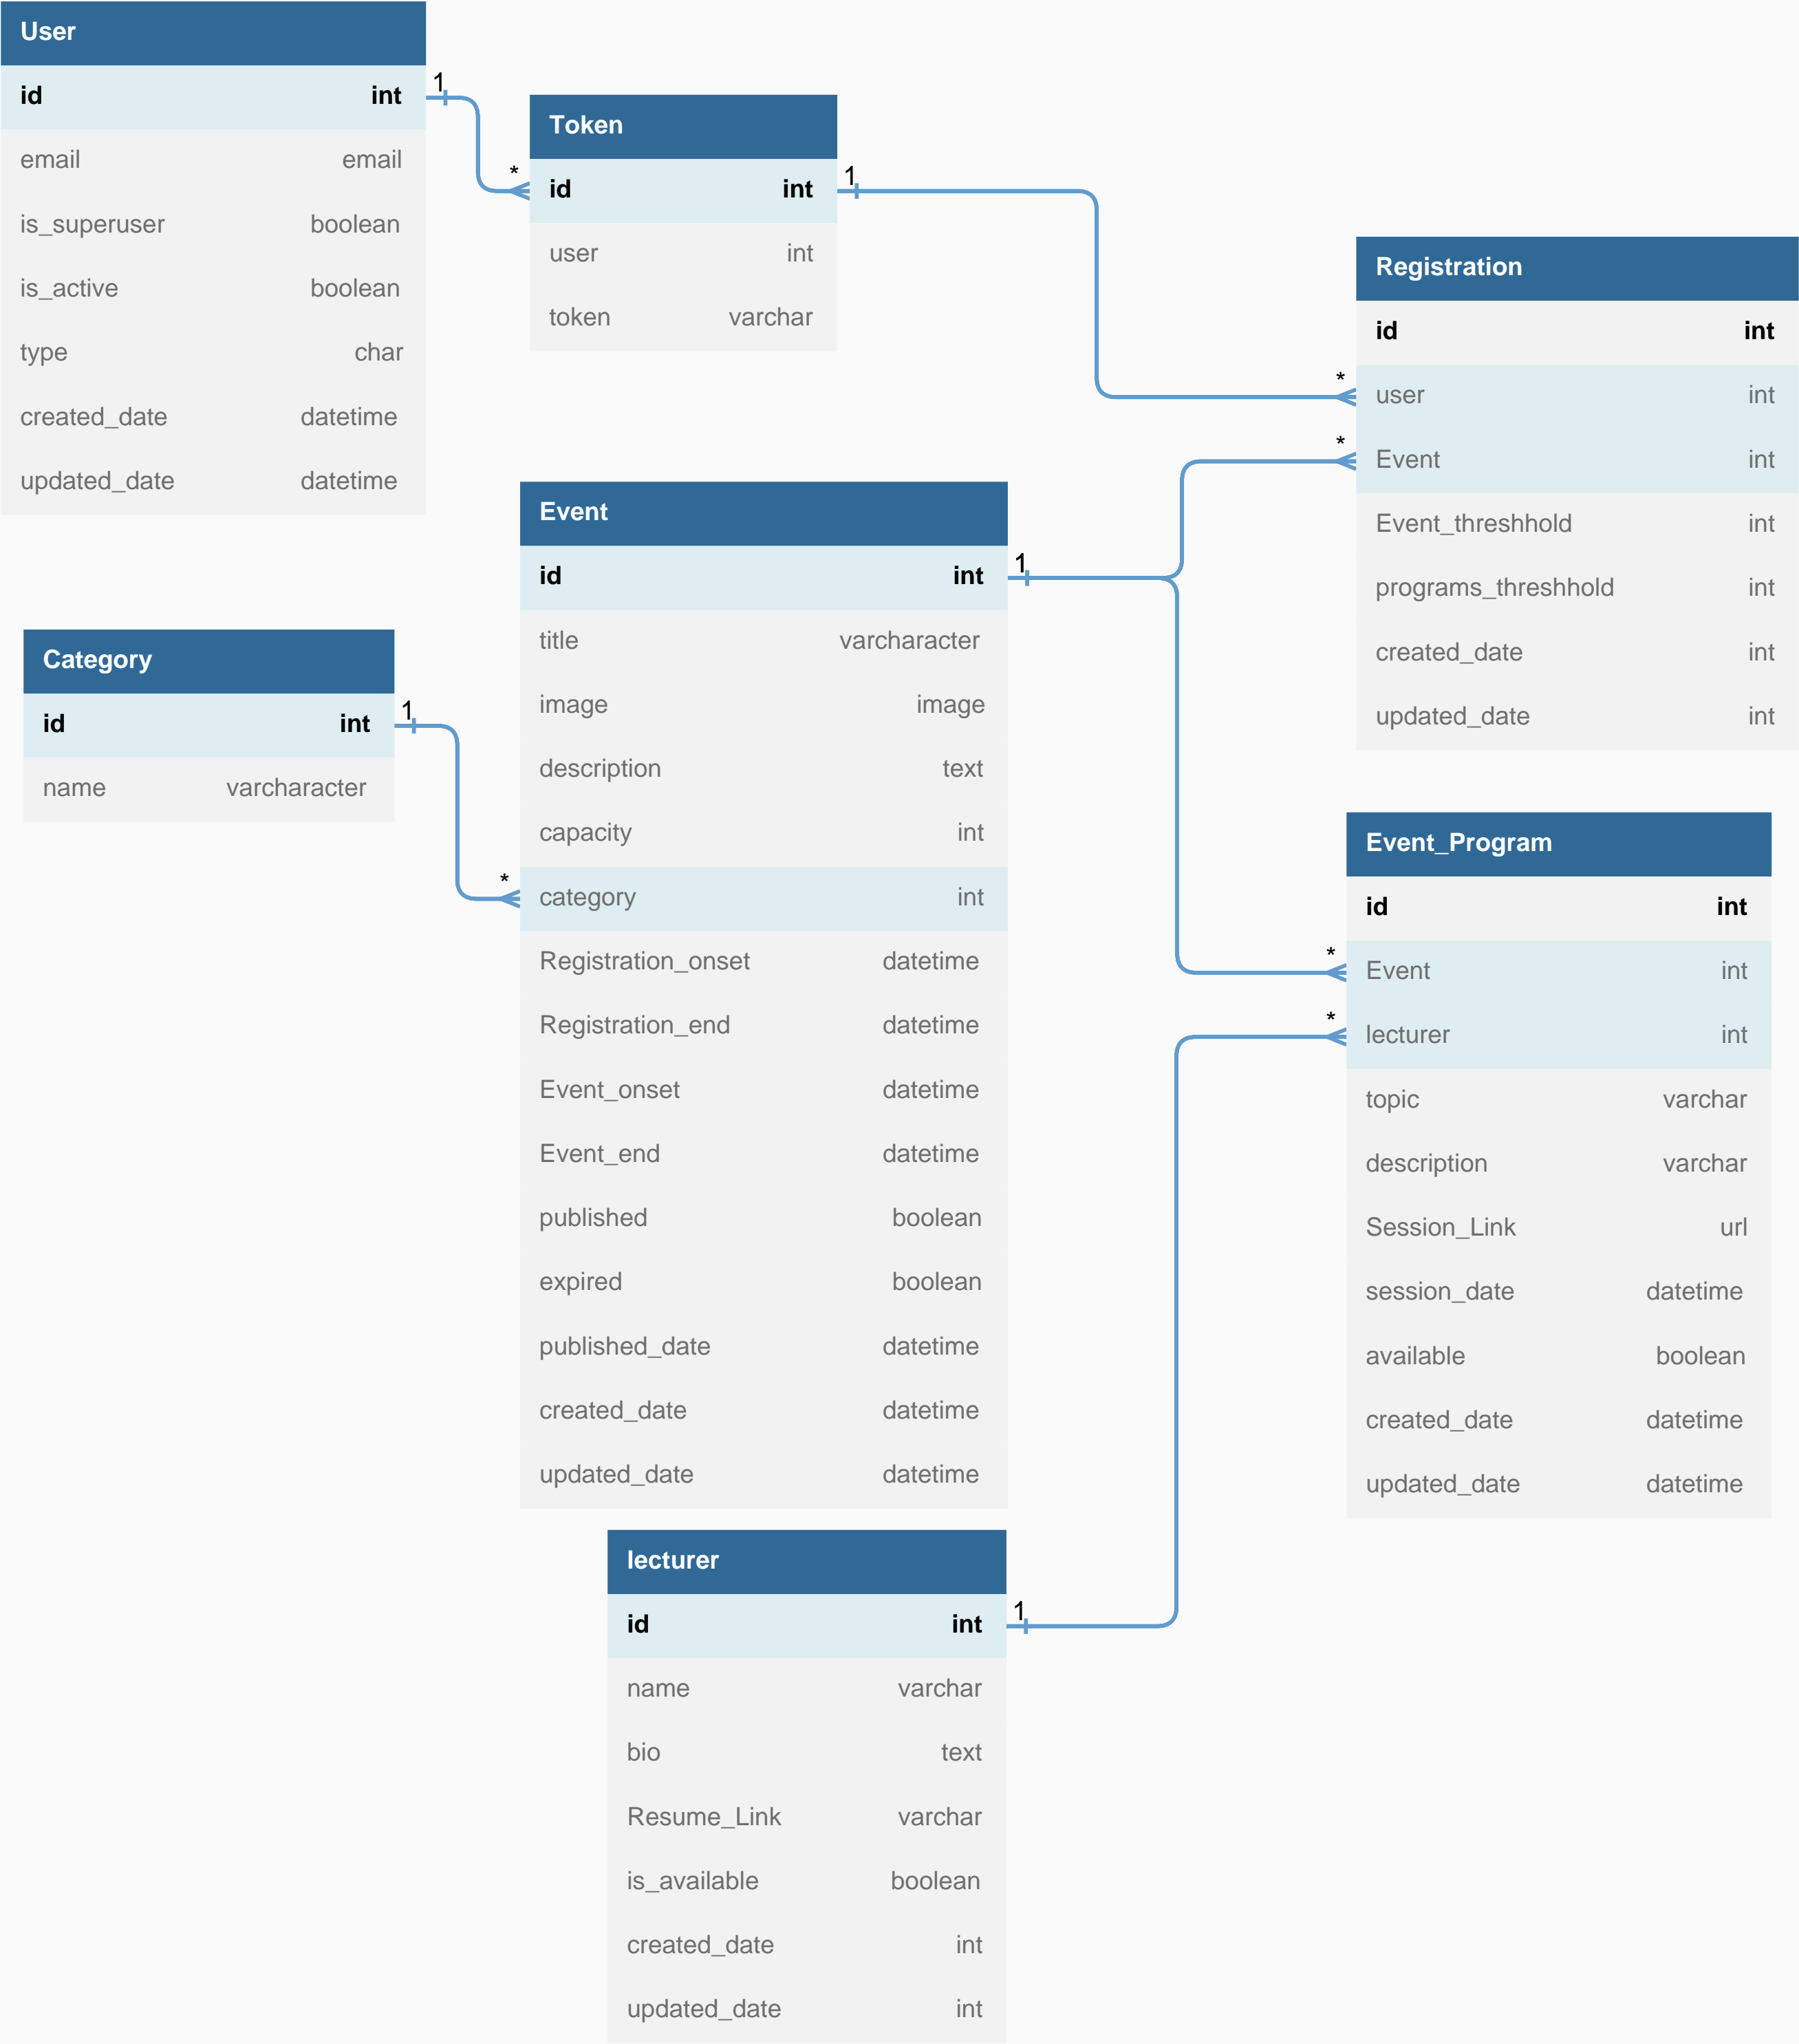 User
id int
email email
is_superuser boolean
is_active boolean
type char
created_date datetime
updated_date datetime
1
*
Token
id int
user int
token varchar
1
*
Registration
id int
user int
Event int
Event_threshhold int
programs_threshhold int
created_date int
updated_date int
*
Event
id int
title varcharacter
image image
description text
capacity int
category int
Registration_onset datetime
Registration_end datetime
Event_onset datetime
Event_end datetime
published boolean
expired boolean
published_date datetime
created_date datetime
updated_date datetime
1
Category
id int
name varcharacter
1
*
Event_Program
id int
Event int
lecturer int
topic varchar
description varchar
Session_Link url
session_date datetime
available boolean
created_date datetime
updated_date datetime
*
*
lecturer
id int
name varchar
bio text
Resume_Link varchar
is_available boolean
created_date int
updated_date int
1